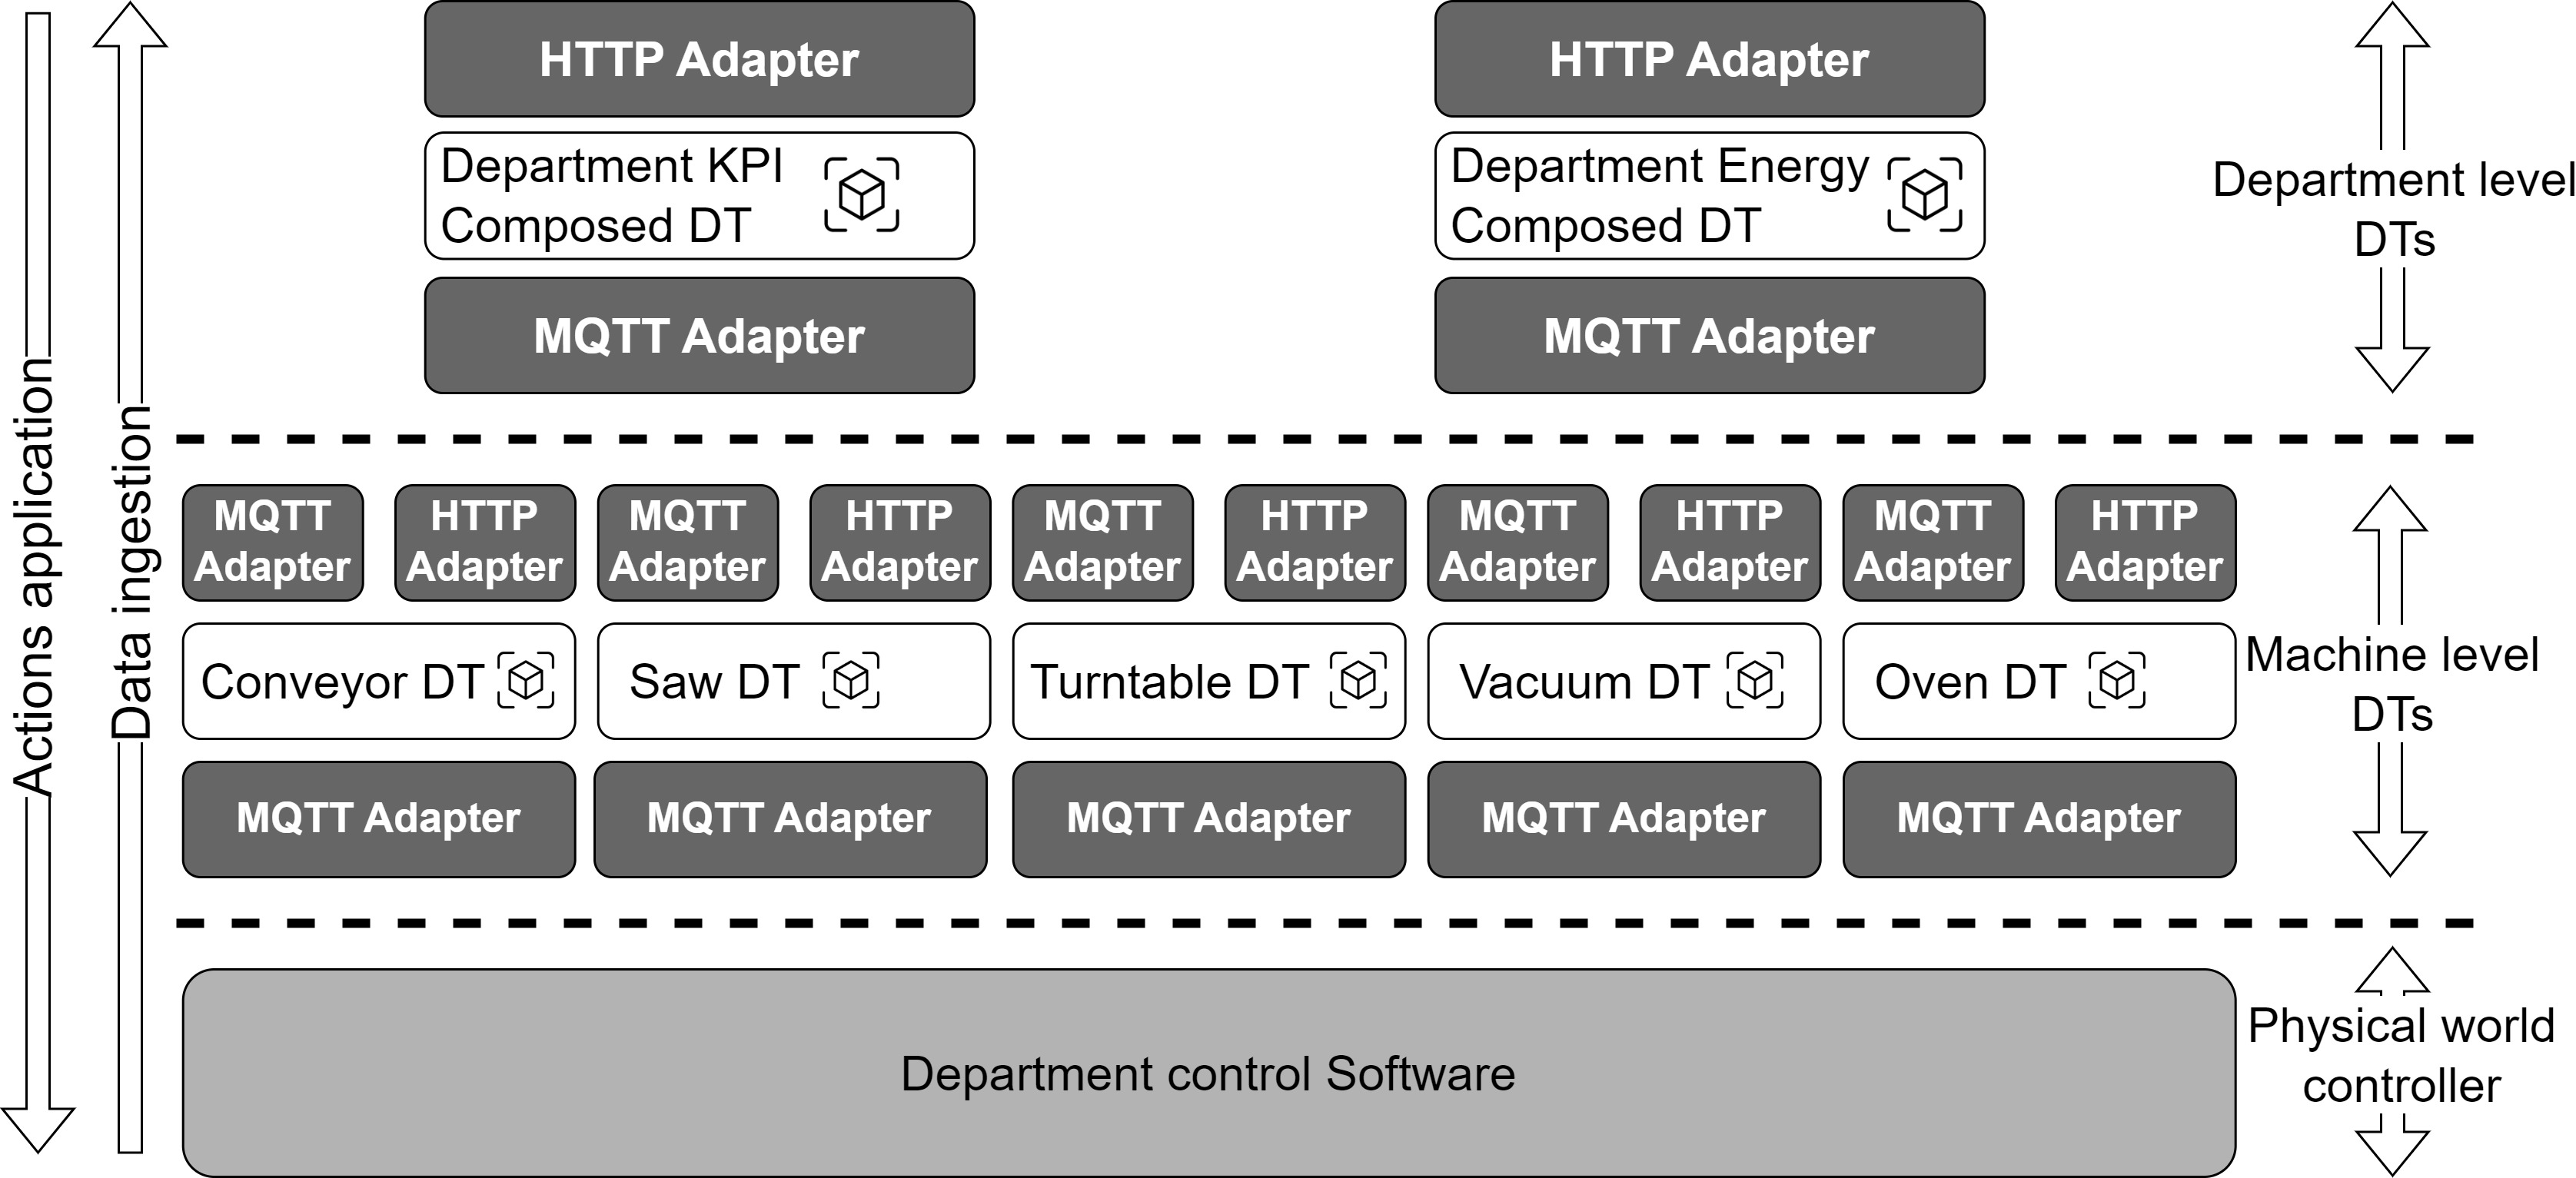 Actions application
Data ingestion
HTTP Adapter
HTTP Adapter
Department KPI
Composed DT
Department Energy
Composed DT
MQTT Adapter
MQTT Adapter
Department level
DTs
MQTT
Adapter
HTTP
Adapter
MQTT
Adapter
HTTP
Adapter
MQTT
Adapter
HTTP
Adapter
MQTT
Adapter
HTTP
Adapter
MQTT
Adapter
HTTP
Adapter
Conveyor DT
Saw DT
Turntable DT
Vacuum DT
Oven DT
MQTT Adapter
MQTT Adapter
MQTT Adapter
MQTT Adapter
MQTT Adapter
Machine level
DTs
Department control Software
Physical world
controller